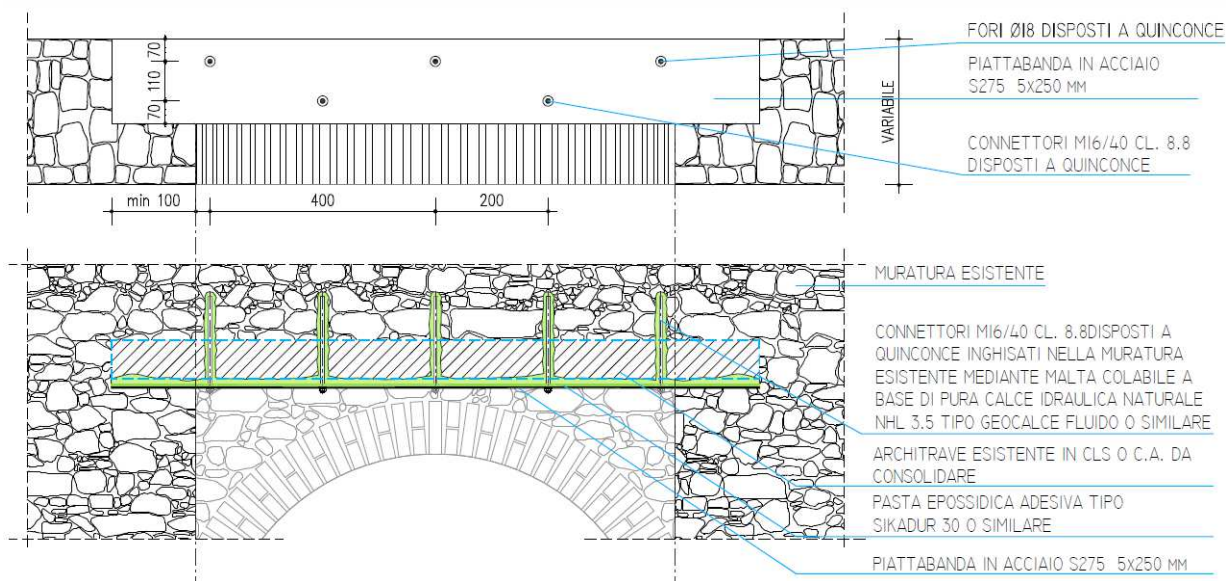 FORI Ø18 DISPOSTI A QUINCONCE
PIATTABANDA IN ACCIAIO
S275 5X250 MM
CONNETTORI M16/40 CL. 8.8
DISPOSTI A QUINCONCE
VARIABILE
70
110
70
min 100
400
200
MURATURA ESISTENTE
CONNETTORI M16/40 CL. 8.8DISPOSTI A
QUINCONCE INGHISATI NELLA MURATURA
ESISTENTE MEDIANTE MALTA COLABILE A
BASE DI PURA CALCE IDRAULICA NATURALE
NHL 3.5 TIPO GEOCALCE FLUIDO O SIMILARE
ARCHITRAVE ESISTENTE IN CLS O C.A. DA
CONSOLIDARE
PASTA EPOSSIDICA ADESIVA TIPO
SIKADUR 30 O SIMILARE
PIATTABANDA IN ACCIAIO S275 5X250 MM